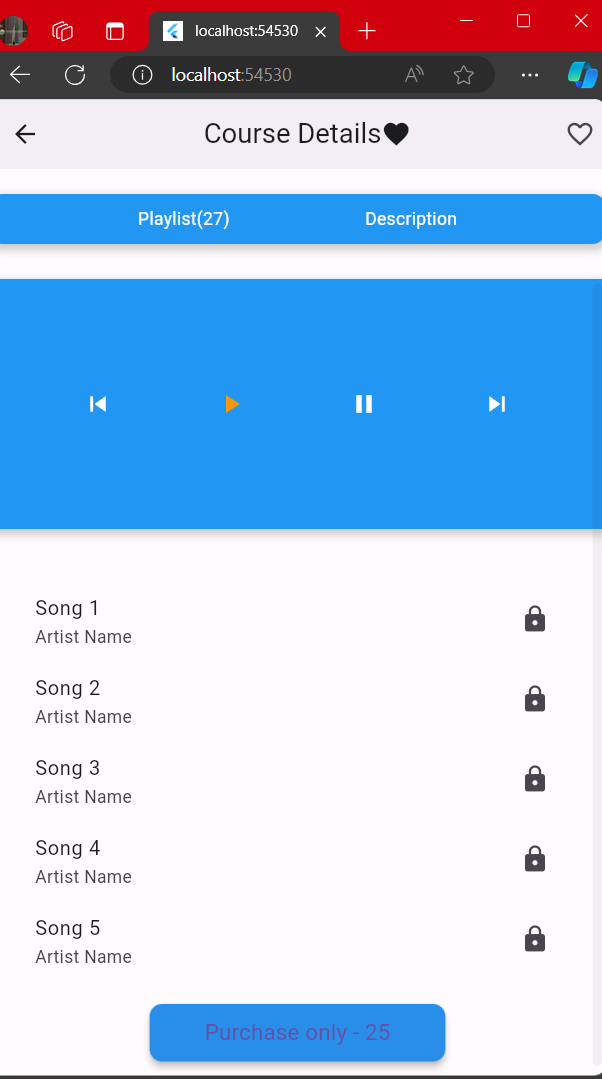 localhost:54530
localhost:54530
Course Details
Playlist(27) Description
Song 1
Artist Name
Song 2
Artist Name
Song 3
Artist Name
Song 4
Artist Name
Song 5
Artist Name
Purchase only - 25